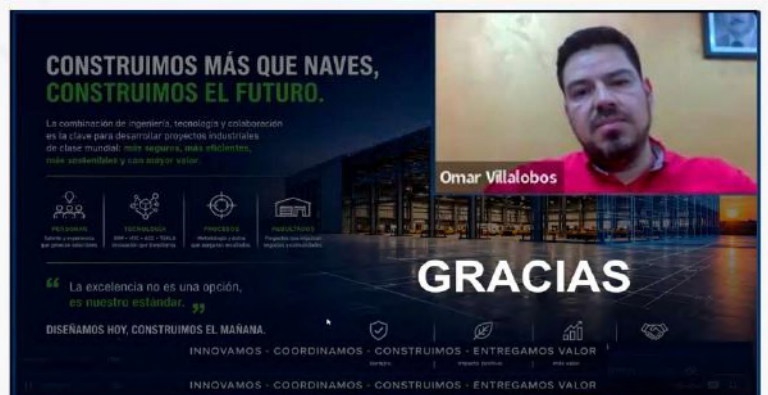 CONSTRUIMOS MÁS QUE NAVES,
CONSTRUIMOS EL FUTURO.
La combinación de ingeniería, tecnología y colaboración
es la clave para desarrollar proyectos industriales
de clase mundial: más seguros, más eficientes,
más sostenibles y con mayor valor.
PERSONAS
TECNOLOGÍA
PROCESOS
RESULTADOS
“ La excelencia no es una opción,
es nuestro estándar. ”
DISEÑAMOS HOY, CONSTRUIMOS EL MAÑANA.
Omar Villalobos
GRACIAS
INNOVAMOS - COORDINAMOS - CONSTRUIMOS - ENTREGAMOS VALOR
INNOVAMOS - COORDINAMOS - CONSTRUIMOS - ENTREGAMOS VALOR